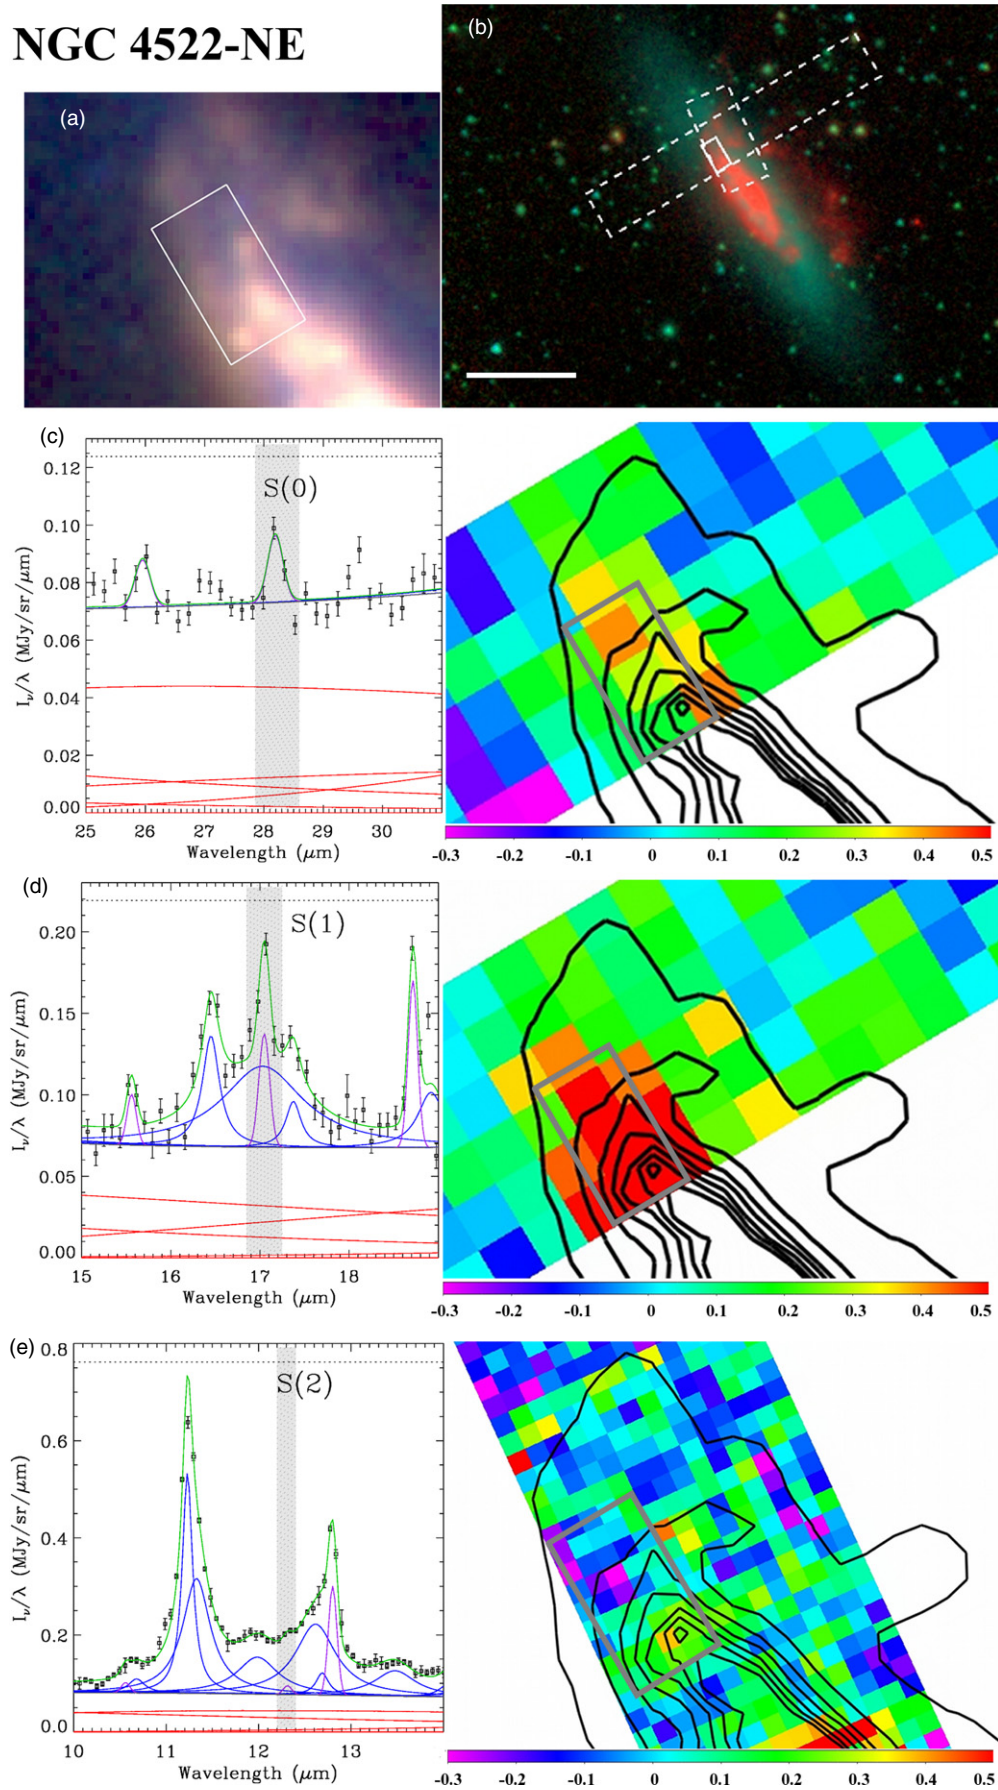 NGC 4522-NE
(a)
(b)
(c)
S(0)
0.12
0.10
0.08
0.06
0.04
0.02
0.00
Iν/λ (MJy/sr/μm)
25 26 27 28 29 30
Wavelength (μm)
-0.3 -0.2 -0.1 0 0.1 0.2 0.3 0.4 0.5
(d)
S(1)
0.20
0.15
0.10
0.05
0.00
Iν/λ (MJy/sr/μm)
15 16 17 18
Wavelength (μm)
-0.3 -0.2 -0.1 0 0.1 0.2 0.3 0.4 0.5
(e)
S(2)
0.8
0.6
0.4
0.2
0.0
Iν/λ (MJy/sr/μm)
10 11 12 13
Wavelength (μm)
-0.3 -0.2 -0.1 0 0.1 0.2 0.3 0.4 0.5